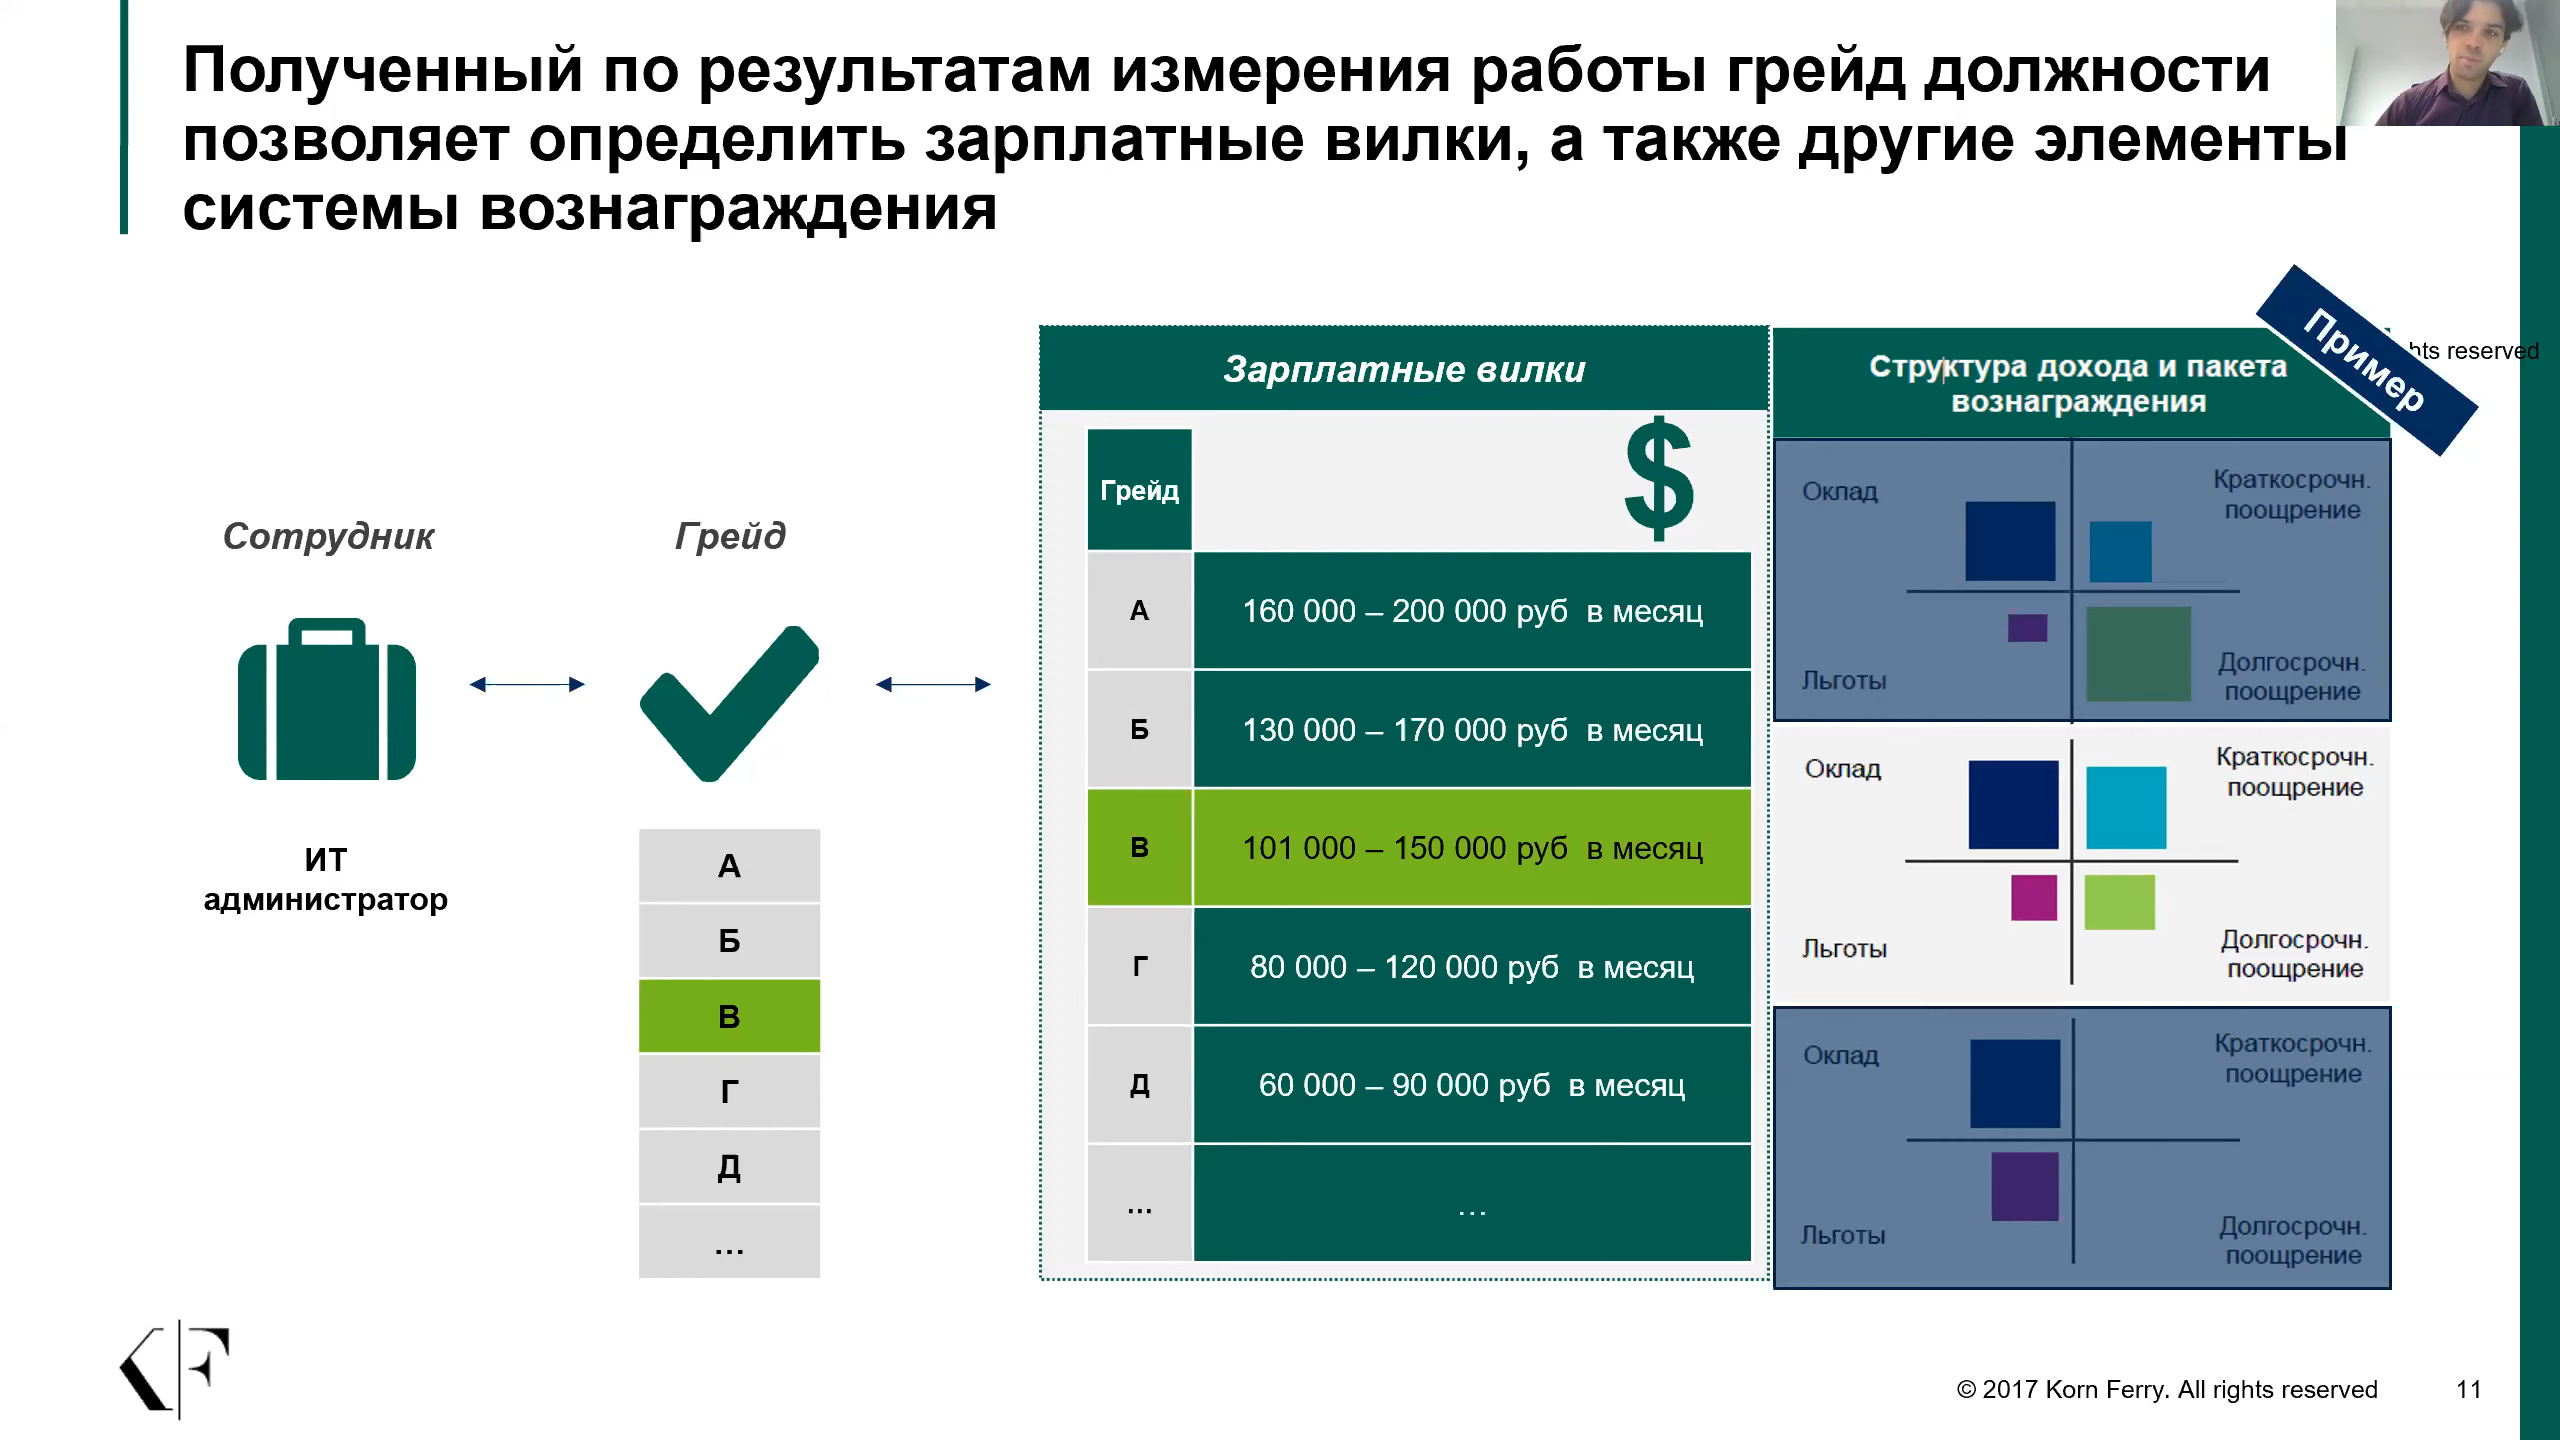 Полученный по результатам измерения работы грейд должности
позволяет определить зарплатные вилки, а также другие элементы
системы вознаграждения
Пример
hts reserved
Сотрудник
ИТ
администратор
Грейд
А
Б
В
Г
Д
...
Зарплатные вилки
Грейд
$
А
160 000 – 200 000 руб  в месяц
Б
130 000 – 170 000 руб  в месяц
В
101 000 – 150 000 руб  в месяц
Г
80 000 – 120 000 руб  в месяц
Д
60 000 – 90 000 руб  в месяц
...
...
Структура дохода и пакета
вознаграждения
Оклад
Краткосрочн.
поощрение
Льготы
Долгосрочн.
поощрение
Оклад
Краткосрочн.
поощрение
Льготы
Долгосрочн.
поощрение
Оклад
Краткосрочн.
поощрение
Льготы
Долгосрочн.
поощрение
KF
© 2017 Korn Ferry. All rights reserved
11